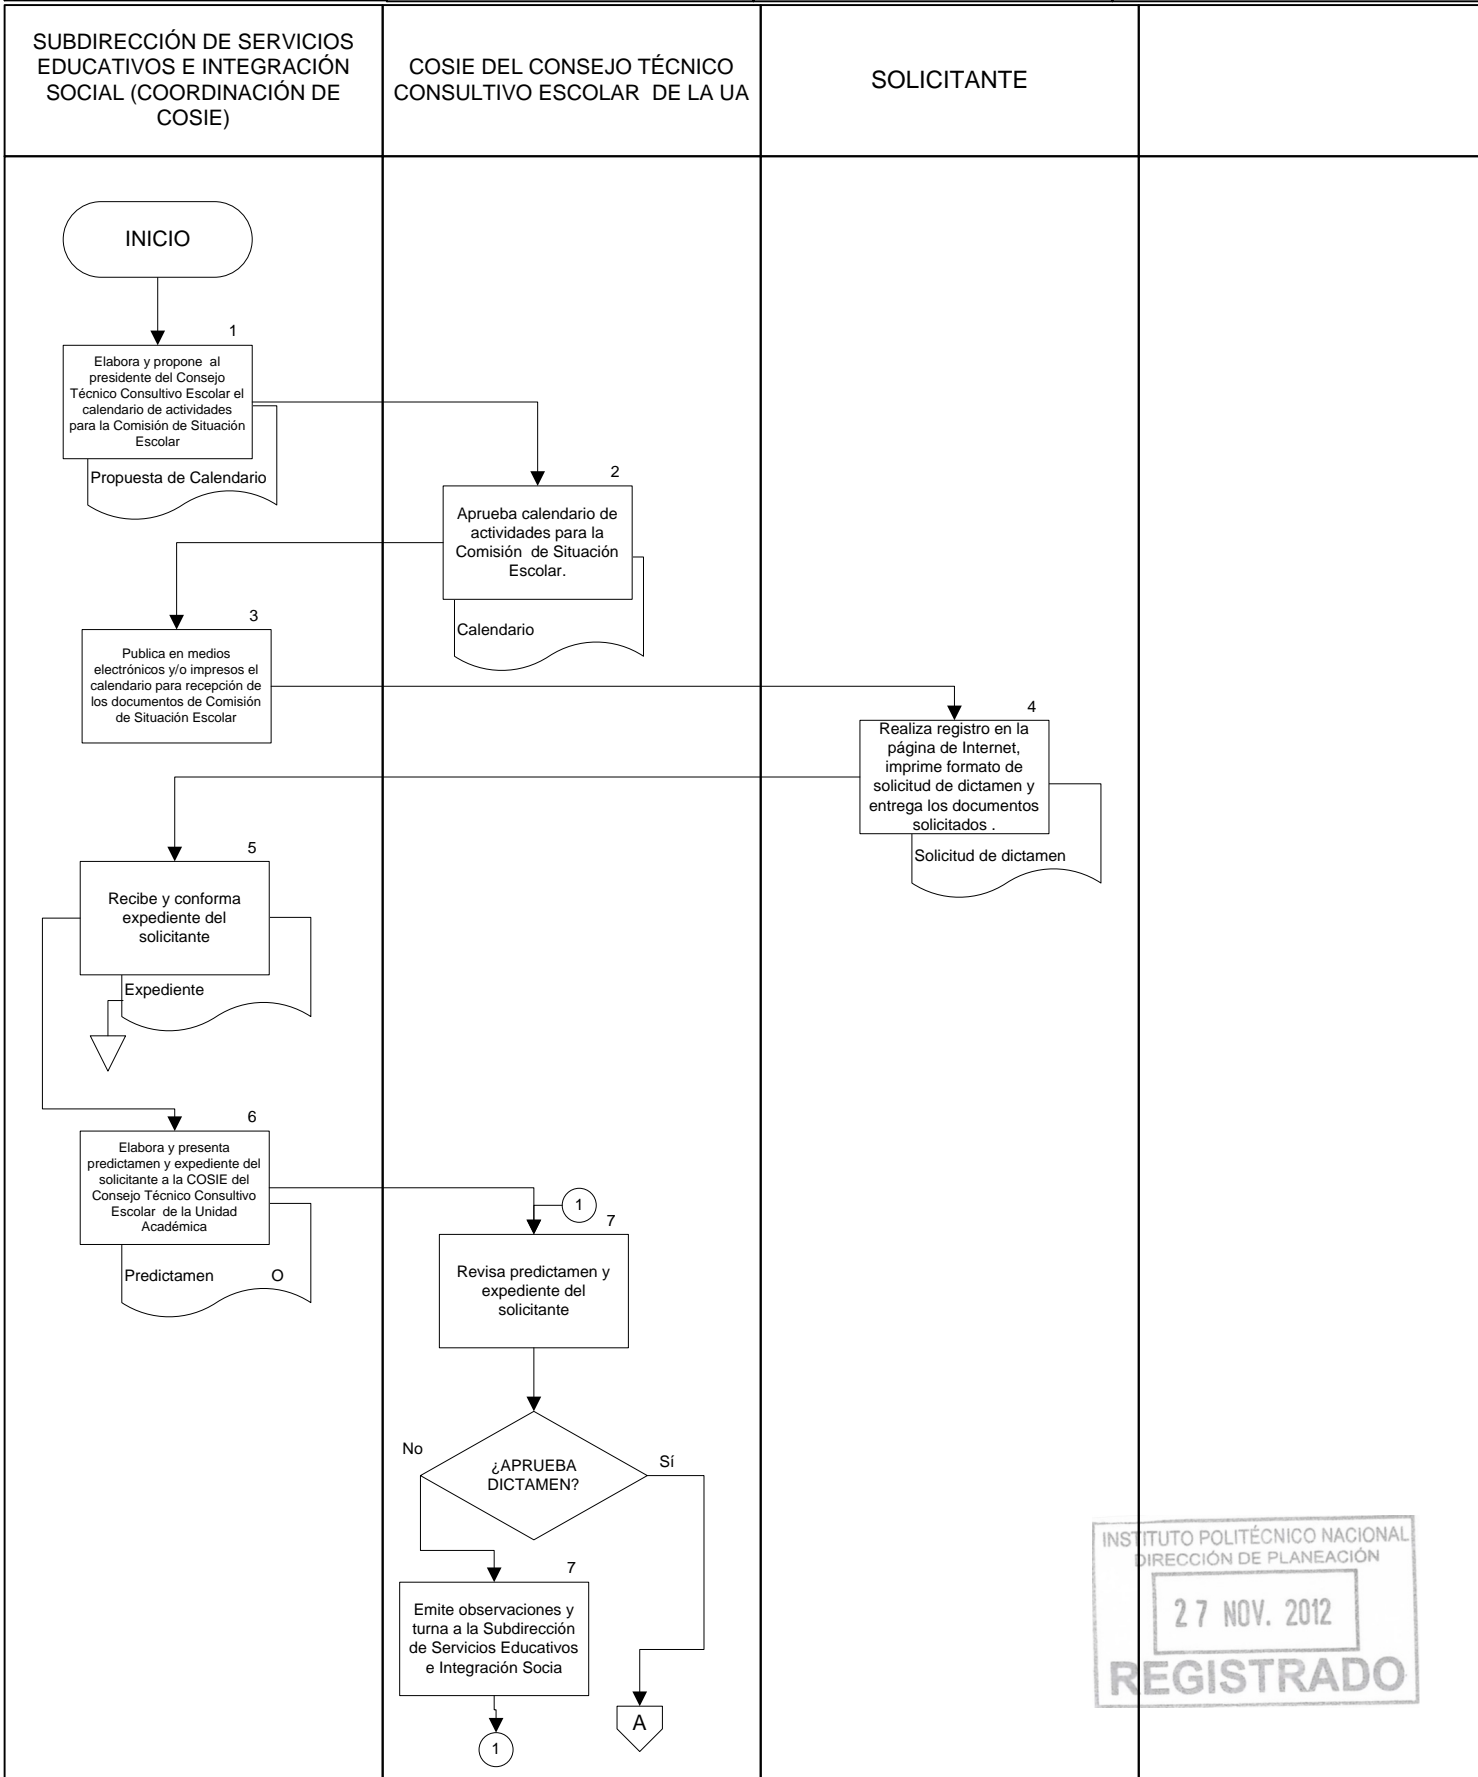 SUBDIRECCIÓN DE SERVICIOS
EDUCATIVOS E INTEGRACIÓN
SOCIAL (COORDINACIÓN DE
COSIE)
COSIE DEL CONSEJO TÉCNICO
CONSULTIVO ESCOLAR DE LA UA
SOLICITANTE
INICIO
1
Elabora y propone al
presidente del Consejo
Técnico Consultivo Escolar el
calendario de actividades
para la Comisión de Situación
Escolar
Propuesta de Calendario
2
Aprueba calendario de
actividades para la
Comisión de Situación
Escolar.
Calendario
3
Publica en medios
electrónicos y/o impresos el
calendario para recepción de
los documentos de Comisión
de Situación Escolar
4
Realiza registro en la
página de Internet,
imprime formato de
solicitud de dictamen y
entrega los documentos
solicitados .
Solicitud de dictamen
5
Recibe y conforma
expediente del
solicitante
Expediente
6
Elabora y presenta
predictamen y expediente del
solicitante a la COSIE del
Consejo Técnico Consultivo
Escolar de la Unidad
Académica
Predictamen O
1
7
Revisa predictamen y
expediente del
solicitante
¿APRUEBA
DICTAMEN?
No
Sí
7
Emite observaciones y
turna a la Subdirección
de Servicios Educativos
e Integración Socia
1
A
INSTITUTO POLITÉCNICO NACIONAL
DIRECCIÓN DE PLANEACIÓN
27 NOV. 2012
REGISTRADO